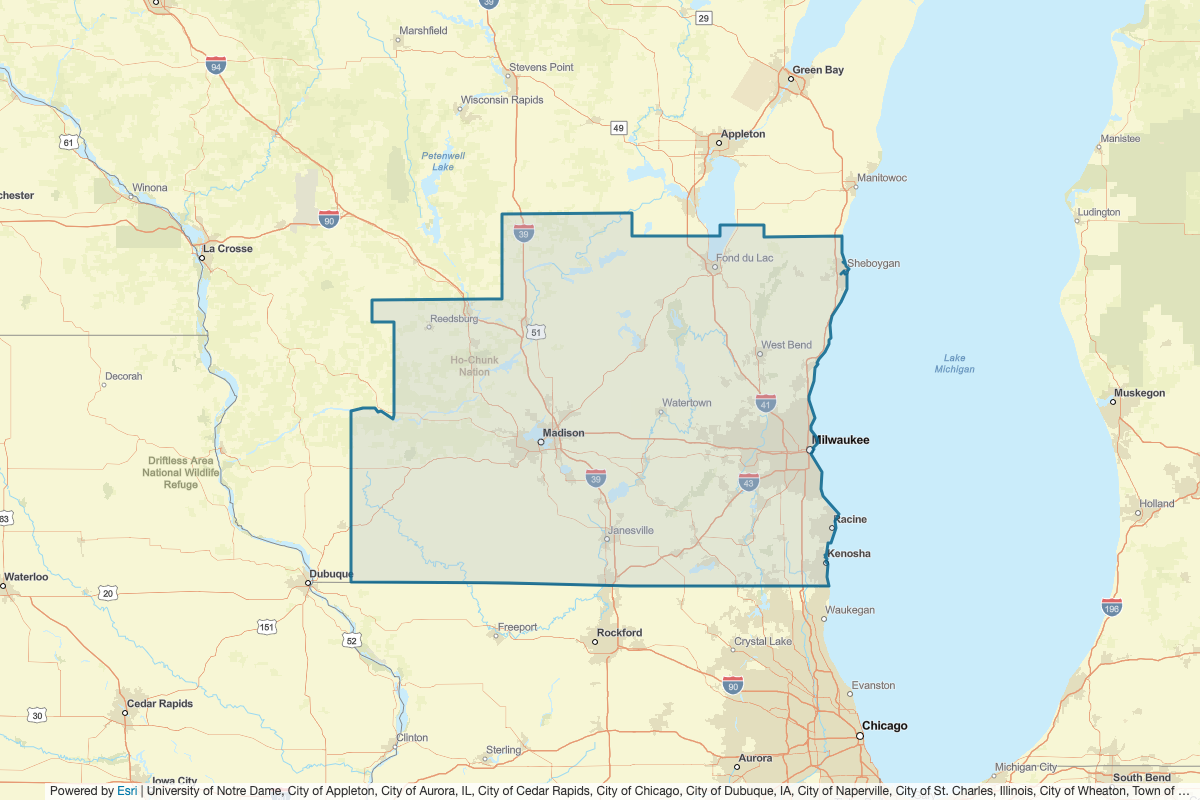 39
29
Marshfield
94
Stevens Point
Green Bay
Wisconsin Rapids
49
Appleton
61
Manistee
Petenwell
Lake
Manitowoc
chester
Winona
Ludington
90
39
La Crosse
Fond du Lac
Sheboygan
Reedsburg
51
West Bend
Lake
Michigan
Ho-Chunk
Nation
Decorah
Muskegon
Watertown
41
Madison
Milwaukee
Driftless Area
National Wildlife
Refuge
39
43
Holland
63
Racine
Janesville
Kenosha
Waterloo
Dubuque
20
196
Waukegan
151
Freeport
Rockford
52
Crystal Lake
90
Evanston
Cedar Rapids
30
Chicago
Clinton
Sterling
Aurora
Michigan City
Iowa City
South Bend
Powered by Esri | University of Notre Dame, City of Appleton, City of Aurora, IL, City of Cedar Rapids, City of Chicago, City of Dubuque, IA, City of Naperville, City of St. Charles, Illinois, City of Wheaton, Town of ...